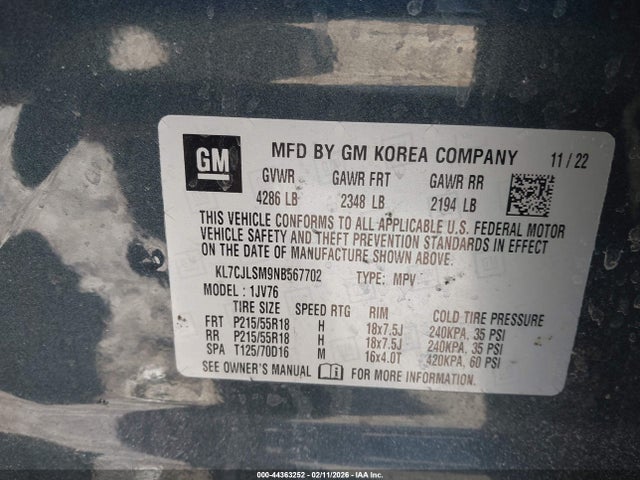 GM
MFD BY GM KOREA COMPANY 11 / 22
GVWR GAWR FRT GAWR RR
4286 LB 2348 LB 2194 LB
THIS VEHICLE CONFORMS TO ALL APPLICABLE U.S. FEDERAL MOTOR
VEHICLE SAFETY AND THEFT PREVENTION STANDARDS IN EFFECT
ON THE DATE OF MANUFACTURE SHOWN ABOVE.
KL7CJLSM9NB567702 TYPE: MPV
MODEL : 1JV76
TIRE SIZE SPEED RTG RIM COLD TIRE PRESSURE
FRT P215/55R18 H 18x7.5J 240KPA, 35 PSI
RR P215/55R18 H 18x7.5J 240KPA, 35 PSI
SPA T125/70D16 M 16x4.0T 420KPA, 60 PSI
SEE OWNER'S MANUAL FOR MORE INFORMATION.
000-44363252 - 02/11/2026 - IAA Inc.